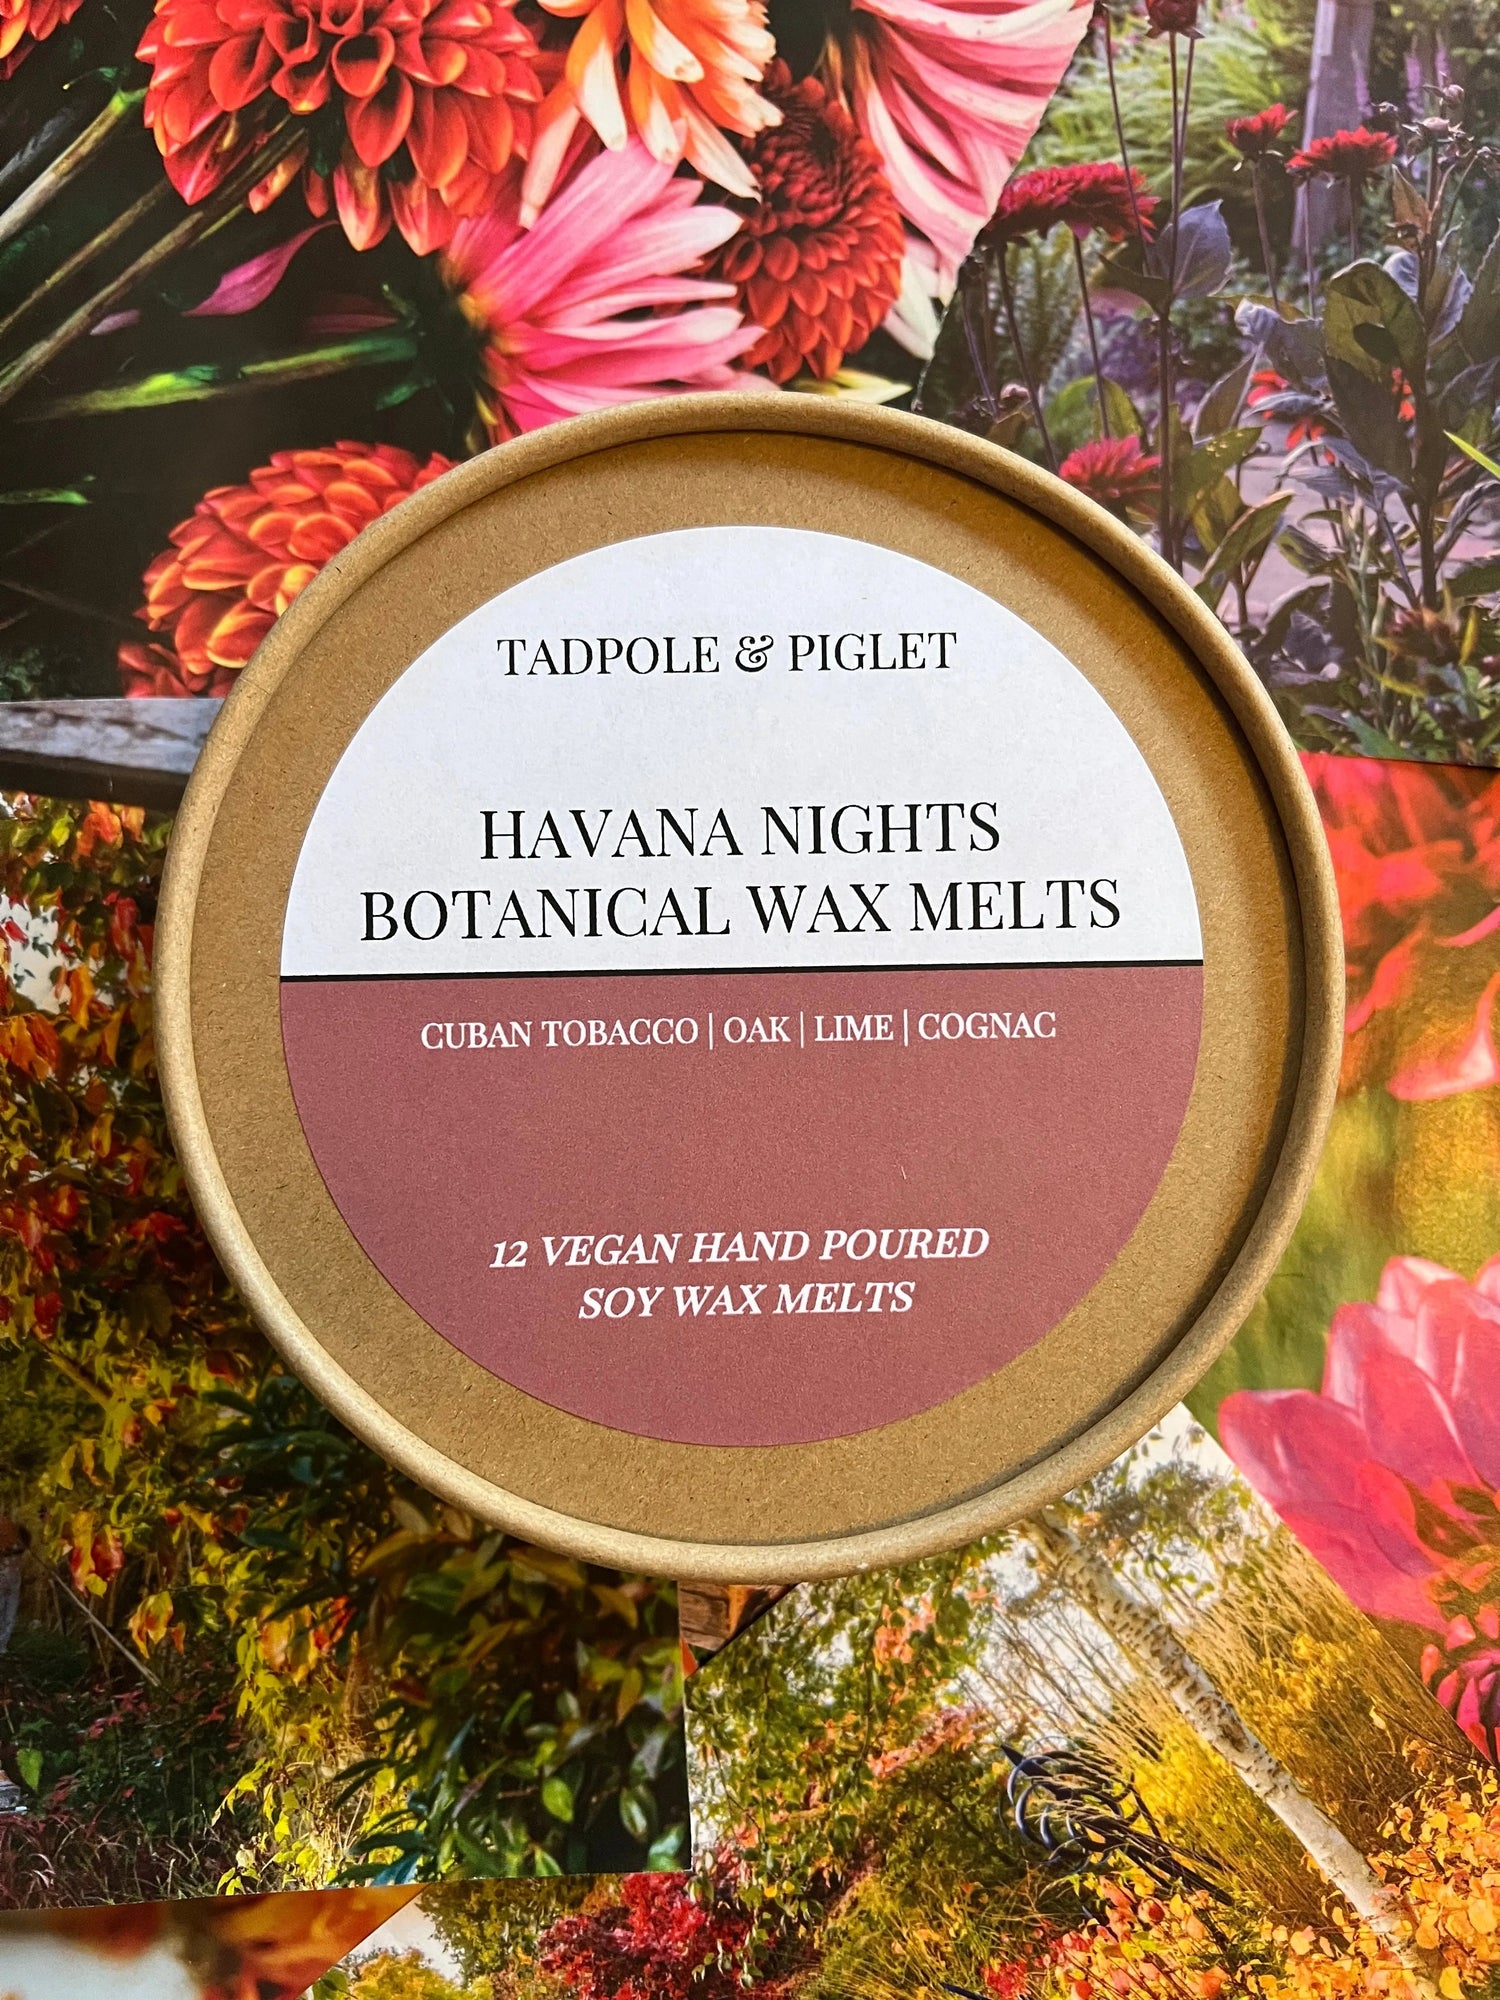 TADPOLE & PIGLET
HAVANA NIGHTS
BOTANICAL WAX MELTS
CUBAN TOBACCO | OAK | LIME | COGNAC
12 VEGAN HAND POURED
SOY WAX MELTS